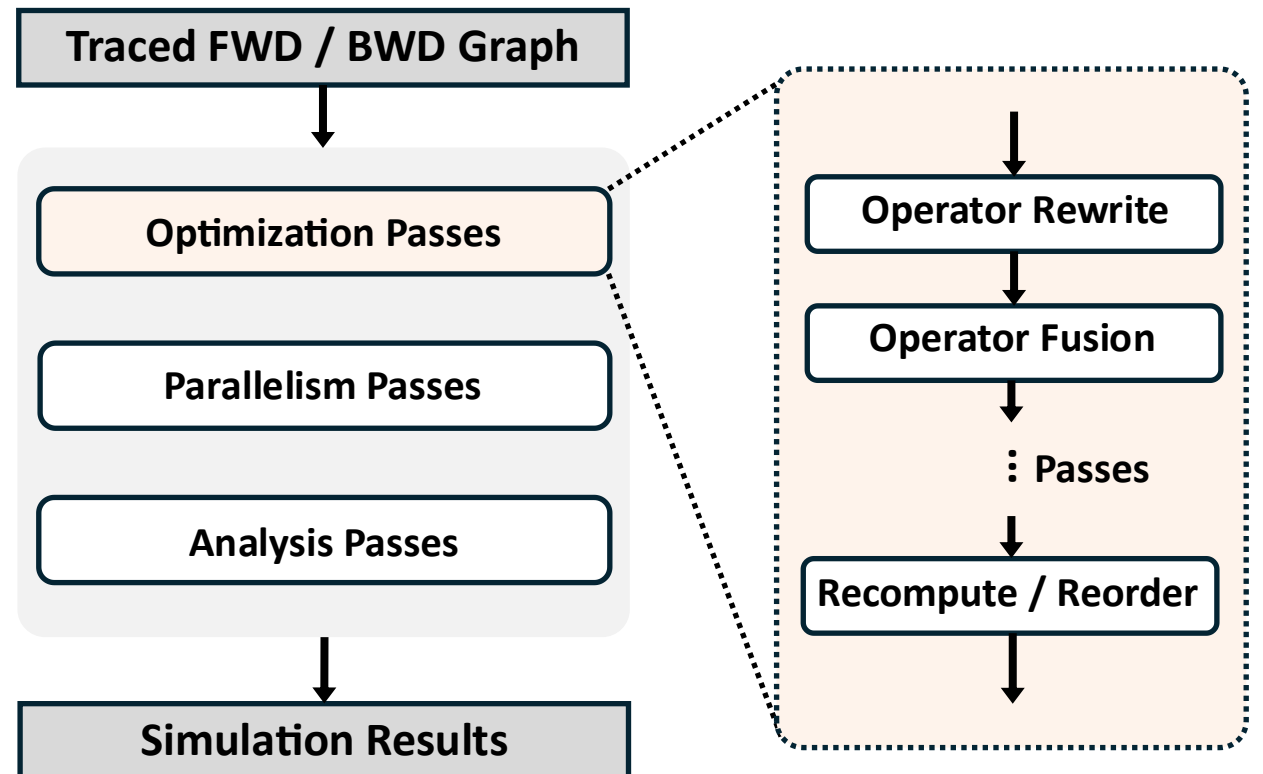 Traced FWD / BWD Graph
Optimization Passes
Parallelism Passes
Analysis Passes
Simulation Results
Operator Rewrite
Operator Fusion
⋮ Passes
Recompute / Reorder